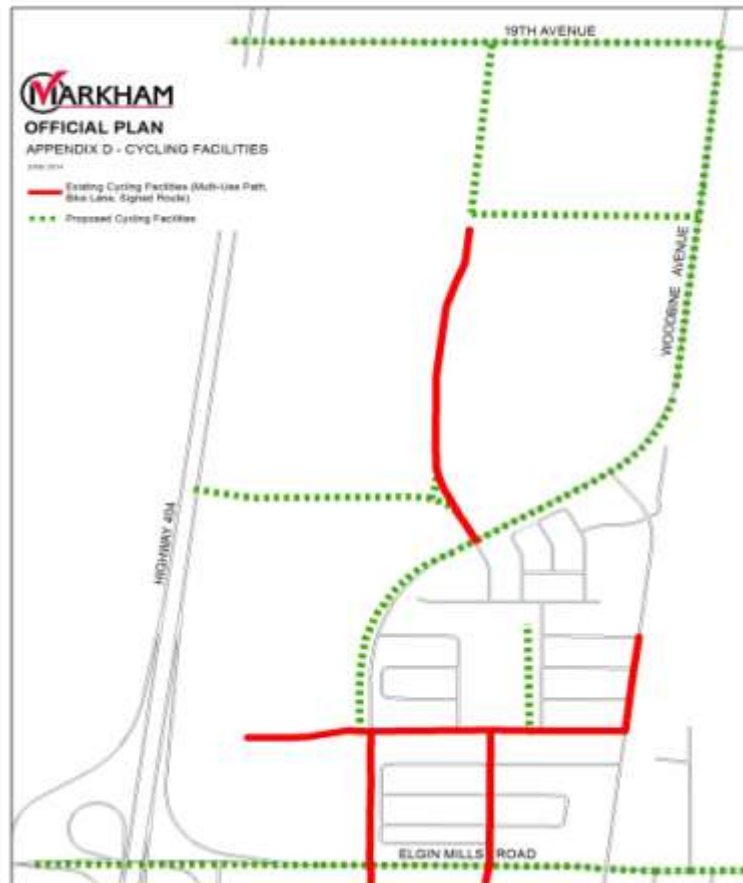 19TH AVENUE
MARKHAM
OFFICIAL PLAN
APPENDIX D - CYCLING FACILITIES
Existing Cycling Facilities (Multi-Use Path,
Bike Lane, Signed Route)
Proposed Cycling Facilities
WOODBINE AVENUE
HIGHWAY 404
ELGIN MILLS ROAD